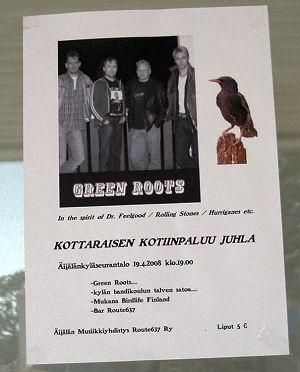 GREEN ROOTS
In the spirit of Dr. Feelgood / Rolling Stones / Hurriganes etc.
KOTTARAISEN KOTIINPALUU JUHLA
Äijälänkyläseurantalo 19.4.2008 klo.19.00
-Green Roots...
-kylän bandikoulun talven satoa....
-Mukana Birdlife Finland
-Bar Route637
Äijälän Musiikkiyhdistys Route637 Ry Liput 5 €